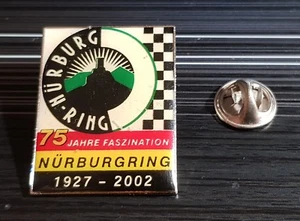 NÜRBURG
RING
75 JAHRE FASZINATION
NÜRBURGRING
1927 - 2002